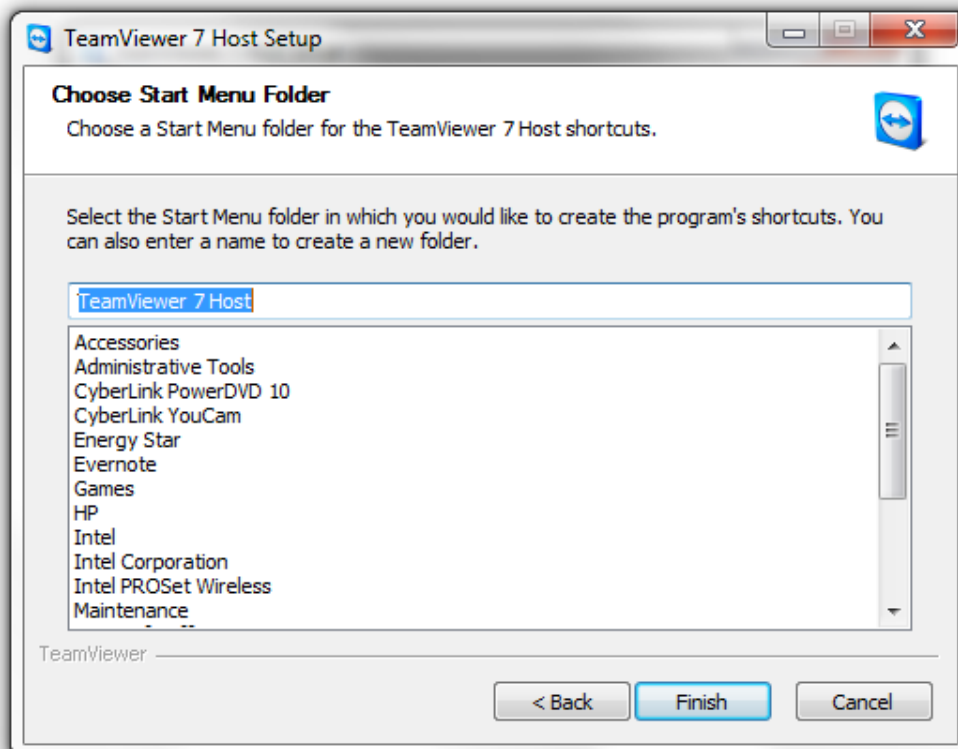 TeamViewer 7 Host Setup
Choose Start Menu Folder
Choose a Start Menu folder for the TeamViewer 7 Host shortcuts.
Select the Start Menu folder in which you would like to create the program's shortcuts. You
can also enter a name to create a new folder.
TeamViewer 7 Host
Accessories
Administrative Tools
CyberLink PowerDVD 10
CyberLink YouCam
Energy Star
Evernote
Games
HP
Intel
Intel Corporation
Intel PROSet Wireless
Maintenance
TeamViewer
< Back
Finish
Cancel